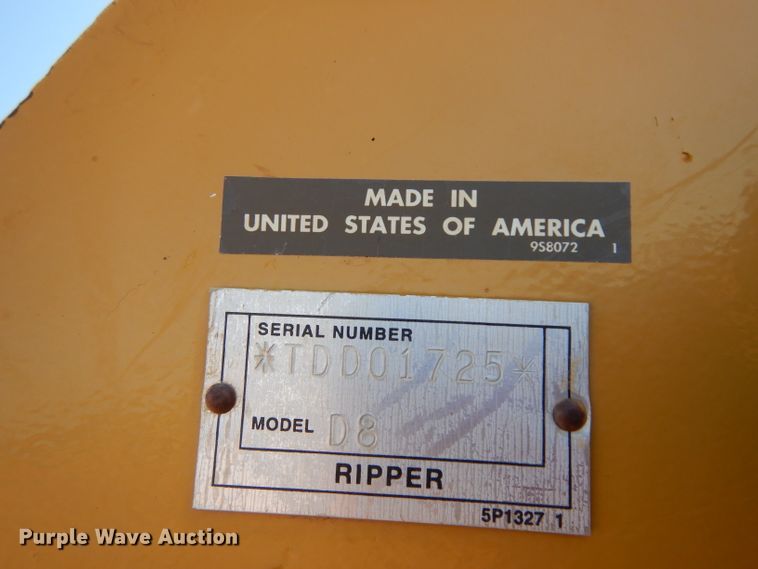 MADE IN
UNITED STATES OF AMERICA
9S8072 1
SERIAL NUMBER
*TDD01725*
MODEL D8
RIPPER
5P1327 1
Purple Wave Auction